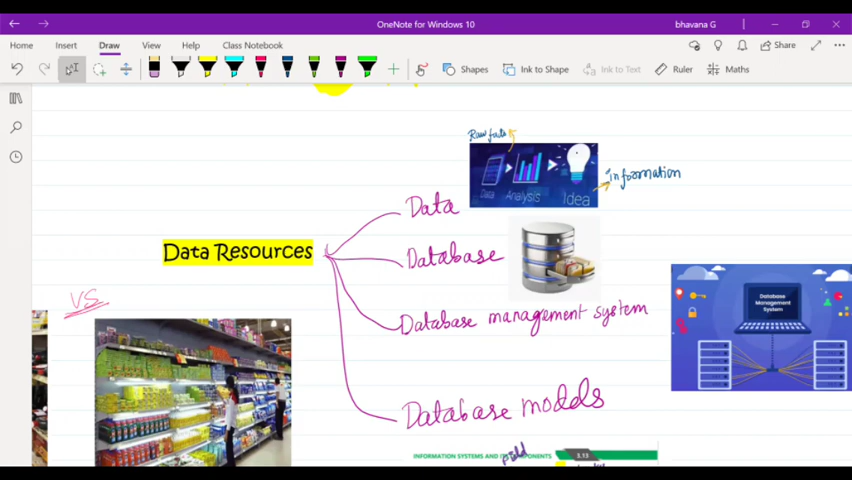 OneNote for Windows 10
bhavana G
Home Insert Draw View Help Class Notebook
Share
Shapes
Ink to Shape
Ink to Text
Ruler
Maths
Raw facts
Data Analysis Idea
information
Data
Data Resources
Database
VS
Database Management System
Database management system
Database models
INFORMATION SYSTEMS AND ITS COMPONENTS
3.13